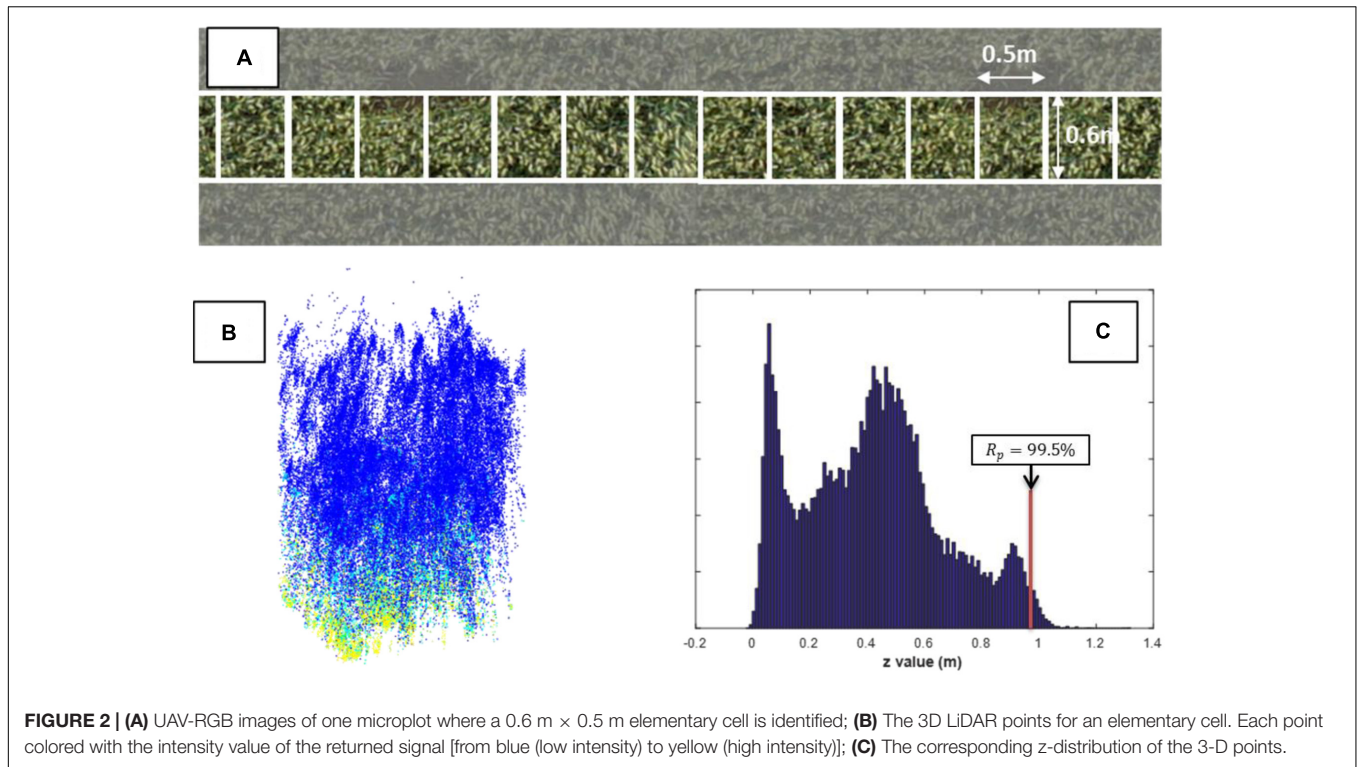 A
0.5m
0.6m
B
C
𝑅𝑝 = 99.5%
-0.2 0 0.2 0.4 0.6 0.8 1 1.2 1.4
z value (m)
FIGURE 2 | (A) UAV-RGB images of one microplot where a 0.6 m × 0.5 m elementary cell is identified; (B) The 3D LiDAR points for an elementary cell. Each point
colored with the intensity value of the returned signal [from blue (low intensity) to yellow (high intensity)]; (C) The corresponding z-distribution of the 3-D points.